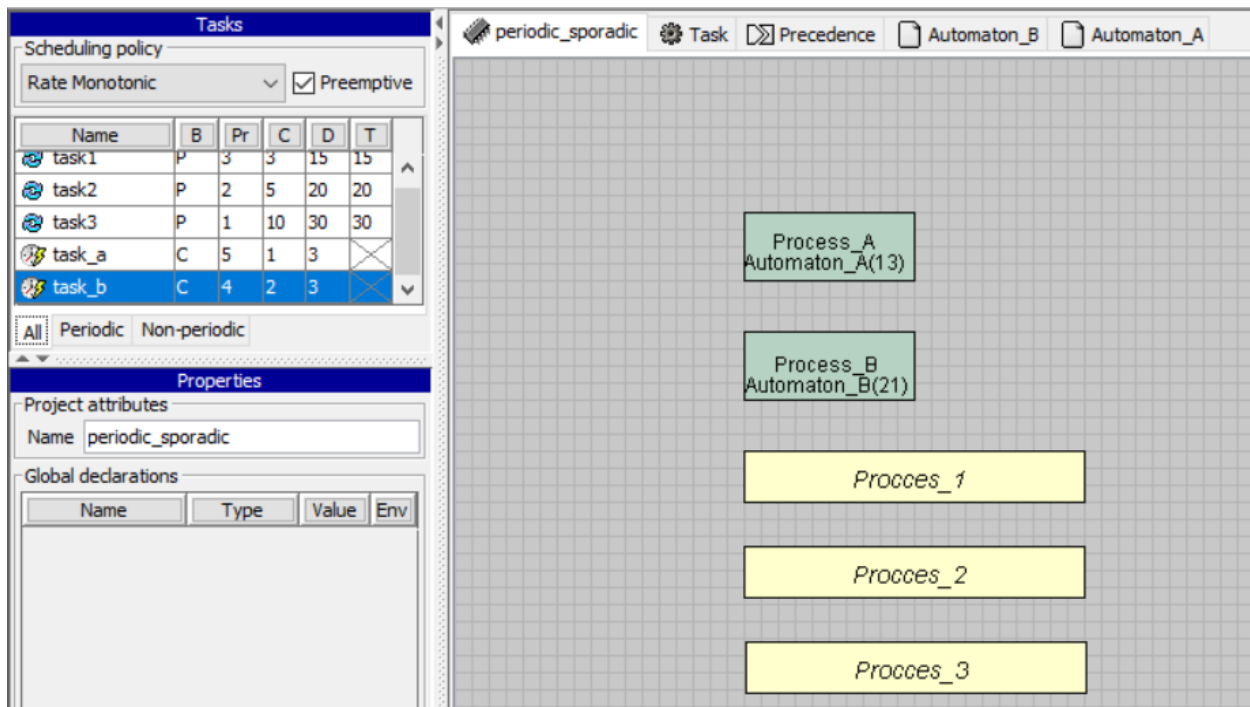 Tasks
Scheduling policy
Rate Monotonic Preemptive
Name B Pr C D T
task1 P 3 3 15 15
task2 P 2 5 20 20
task3 P 1 10 30 30
task_a C 5 1 3
task_b C 4 2 3
All Periodic Non-periodic
Properties
Project attributes
Name periodic_sporadic
Global declarations
Name Type Value Env
periodic_sporadic Task Precedence Automaton_B Automaton_A
Process_A
Automaton_A(13)
Process_B
Automaton_B(21)
Procces_1
Procces_2
Procces_3